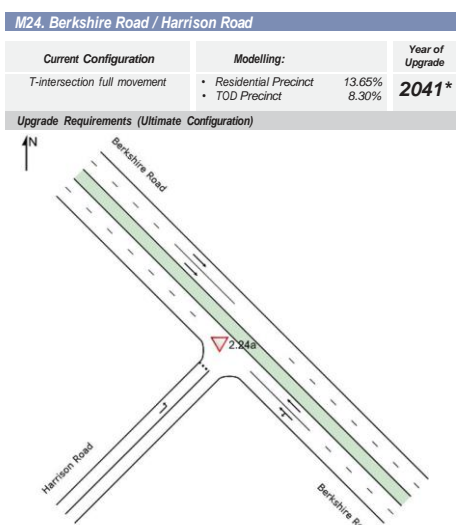 M24. Berkshire Road / Harrison Road
Current Configuration
Modelling:
Year of
Upgrade
T-intersection full movement
• Residential Precinct 13.65%
• TOD Precinct 8.30%
2041*
Upgrade Requirements (Ultimate Configuration)
N
Berkshire Road
2.24a
Harrison Road
Berkshire Ro